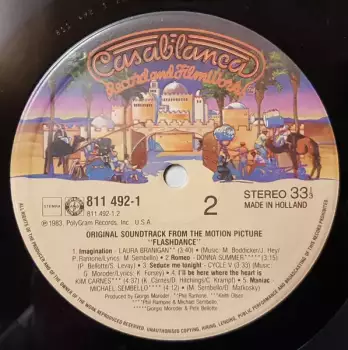 Casablanca
Record and FilmWorks
STEMRA
811 492-1
811 492.1.2
2
STEREO 33 1/3
MADE IN HOLLAND
℗ 1983, PolyGram Records, Inc. U.S.A.
ORIGINAL SOUNDTRACK FROM THE MOTION PICTURE
"FLASHDANCE"
1. Imagination - LAURA BRANIGAN** (3:40) - (Music: M. Boddicker/J. Hey/
P. Ramone/Lyrics: M. Sembello) 2. Romeo - DONNA SUMMER**** (3:15)
(P. Bellotte/S. Levay) - 3. Seduce me tonight - CYCLE V (3:33) (Music: G.
Moroder/Lyrics: K. Forsey) - 4. I'll be here where the heart is
KIM CARNES*** (4:37) (K. Carnes/D. Hitchings/C. Krampf) - 5. Maniac
MICHAEL SEMBELLO** (4:12) - (M. Sembello/D. Matkosky)
Produced by: Giorgio Moroder/*Phil Ramone/***Keith Olsen
**Phil Ramone & Michael Sembello
****Giorgio Moroder & Pete Bellotte